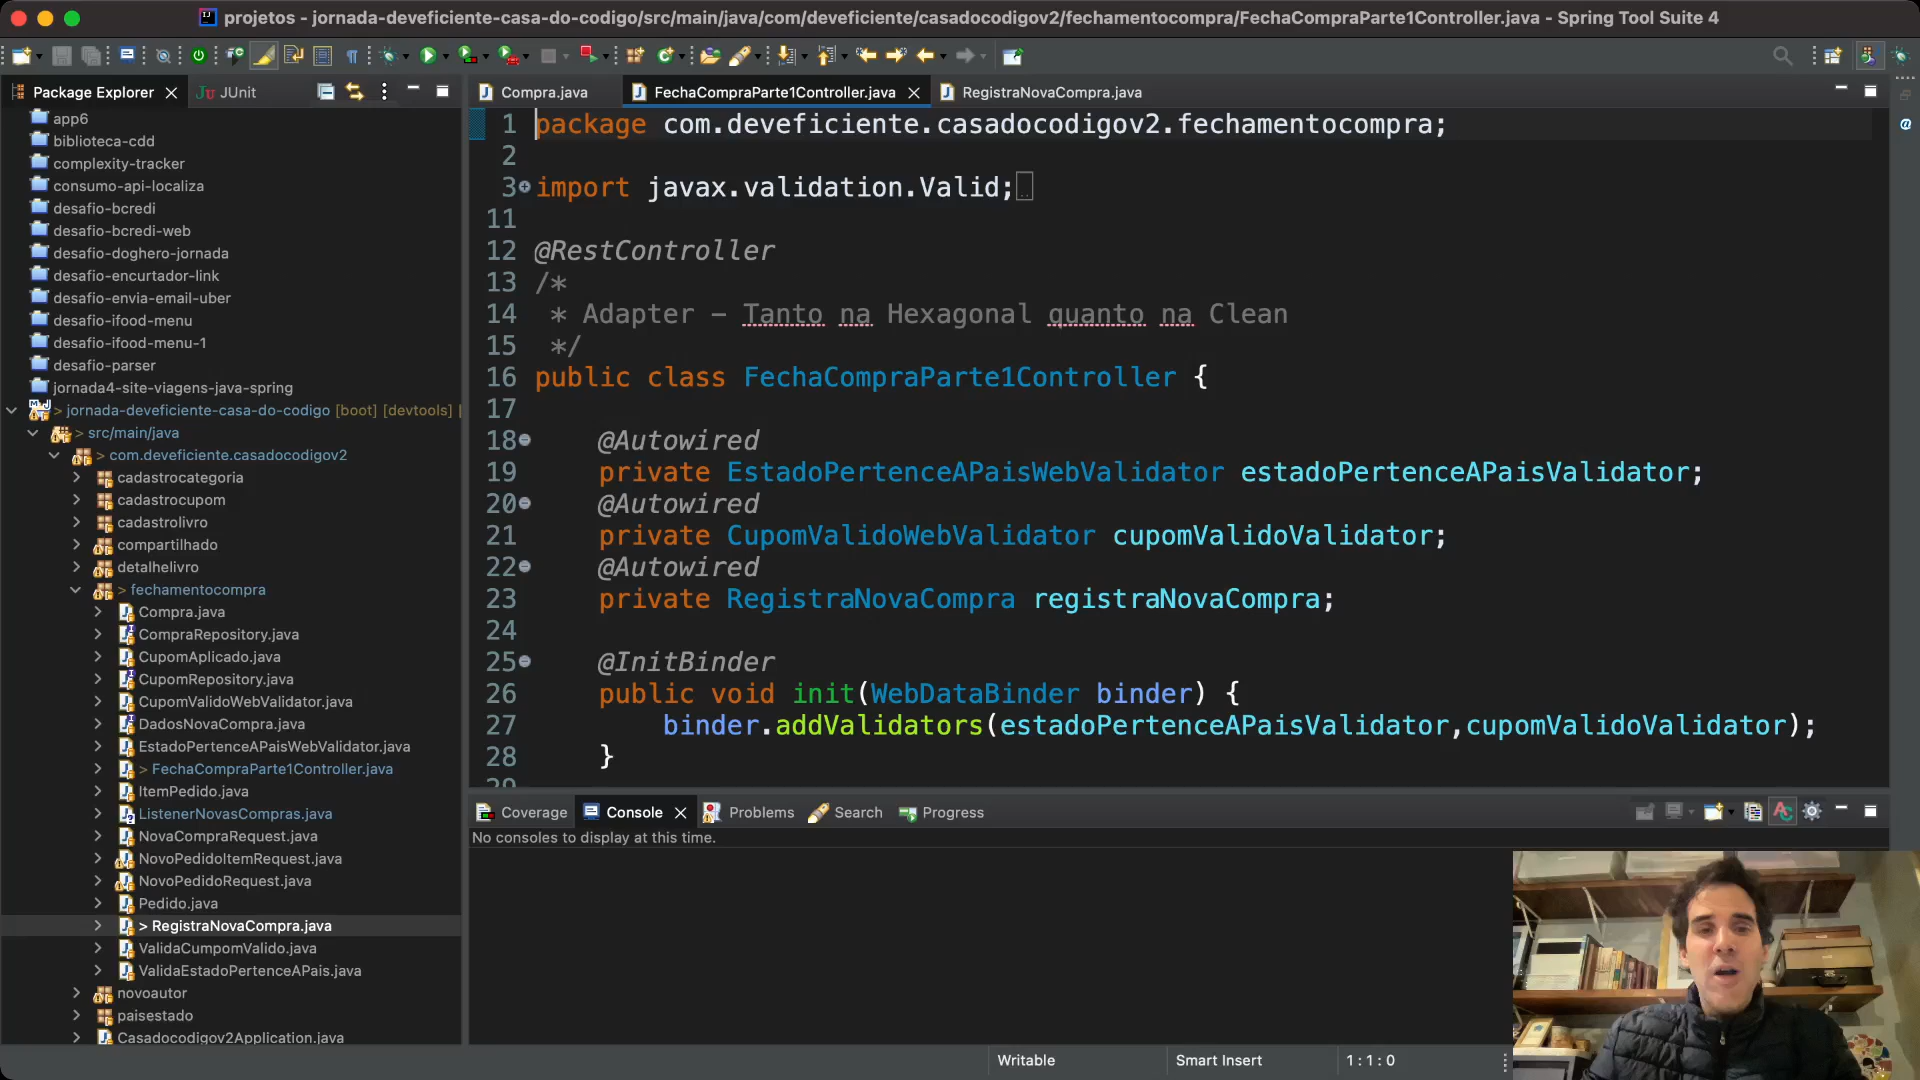 projetos - jornada-deveficiente-casa-do-codigo/src/main/java/com/deveficiente/casadocodigov2/fechamentocompra/FechaCompraParte1Controller.java - Spring Tool Suite 4
Package Explorer
JUnit
app6
biblioteca-cdd
complexity-tracker
consumo-api-localiza
desafio-bcredi
desafio-bcredi-web
desafio-doghero-jornada
desafio-encurtador-link
desafio-envia-email-uber
desafio-ifood-menu
desafio-ifood-menu-1
desafio-parser
jornada4-site-viagens-java-spring
> jornada-deveficiente-casa-do-codigo [boot] [devtools]
> src/main/java
> com.deveficiente.casadocodigov2
cadastrocategoria
cadastrocupom
cadastrolivro
compartilhado
detalhelivro
> fechamentocompra
Compra.java
CompraRepository.java
CupomAplicado.java
CupomRepository.java
CupomValidoWebValidator.java
DadosNovaCompra.java
EstadoPertenceAPaisWebValidator.java
> FechaCompraParte1Controller.java
ItemPedido.java
ListenerNovasCompras.java
NovaCompraRequest.java
NovoPedidoItemRequest.java
NovoPedidoRequest.java
Pedido.java
> RegistraNovaCompra.java
ValidaCumpomValido.java
ValidaEstadoPertenceAPais.java
novoautor
paisestado
Casadocodigov2Application.java
Compra.java
FechaCompraParte1Controller.java
RegistraNovaCompra.java
1 package com.deveficiente.casadocodigov2.fechamentocompra;
2
3 import javax.validation.Valid;
11
12 @RestController
13 /*
14 * Adapter – Tanto na Hexagonal quanto na Clean
15 */
16 public class FechaCompraParte1Controller {
17
18 @Autowired
19 private EstadoPertenceAPaisWebValidator estadoPertenceAPaisValidator;
20 @Autowired
21 private CupomValidoWebValidator cupomValidoValidator;
22 @Autowired
23 private RegistraNovaCompra registraNovaCompra;
24
25 @InitBinder
26 public void init(WebDataBinder binder) {
27 binder.addValidators(estadoPertenceAPaisValidator,cupomValidoValidator);
28 }
29
Coverage
Console
Problems
Search
Progress
No consoles to display at this time.
Writable
Smart Insert
1:1:0